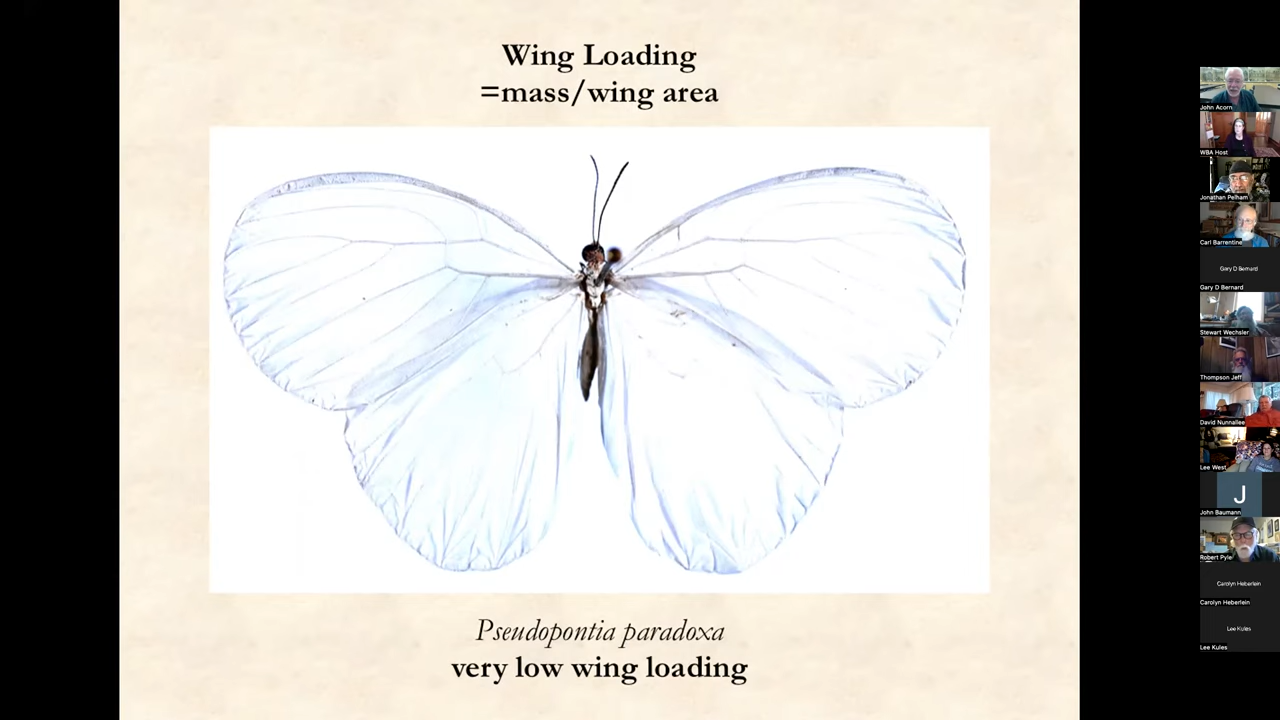 Wing Loading
=mass/wing area
Pseudopontia paradoxa
very low wing loading
John Acorn
WBA Host
Jonathan Pelham
Carl Barrentine
Gary D Bernard
Gary D Bernard
Stewart Wechsler
Thompson Jeff
David Nunnallee
Lee West
J
John Baumann
Robert Pyle
Carolyn Heberlein
Carolyn Heberlein
Lee Kules
Lee Kules